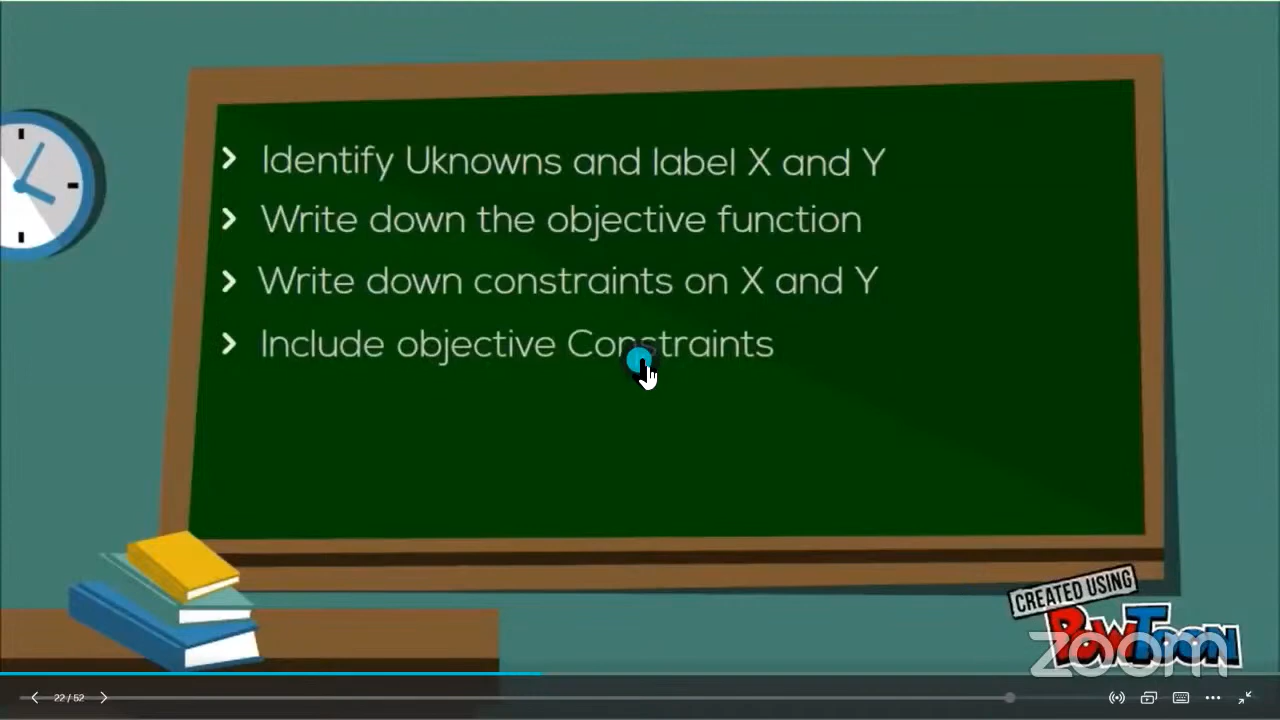 Identify Uknowns and label X and Y
Write down the objective function
Write down constraints on X and Y
Include objective Constraints
CREATED USING
POWTOON
zoom
22 / 52